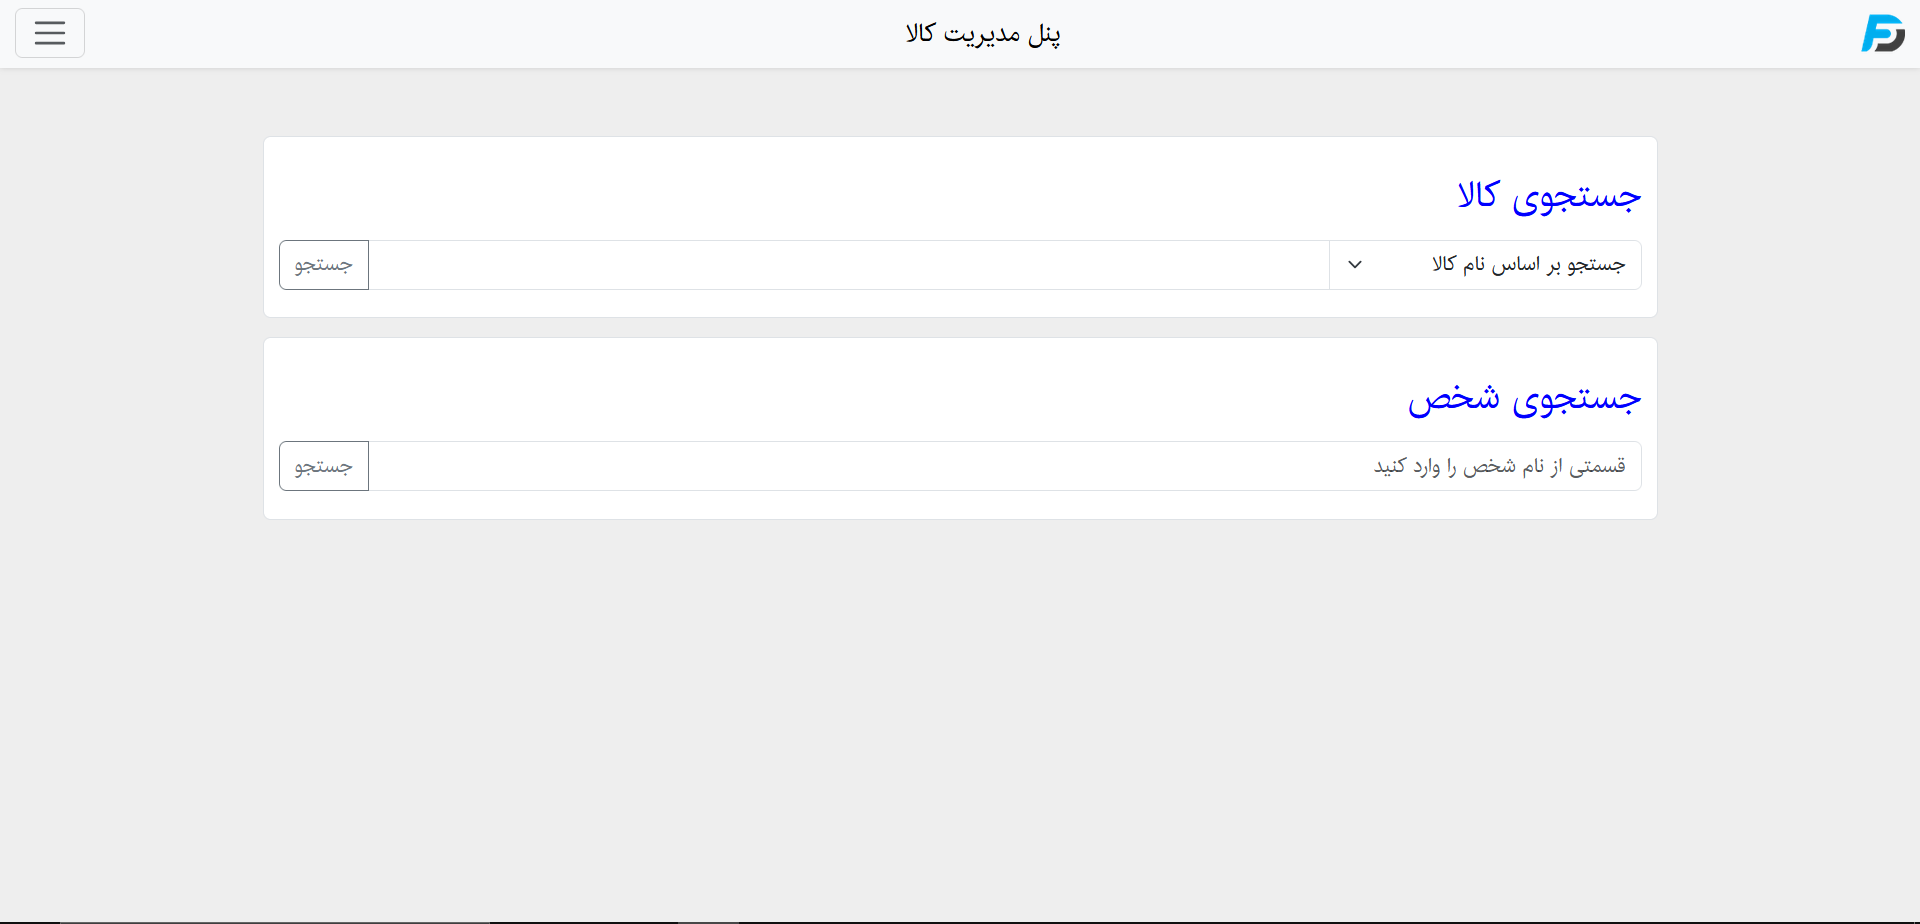 پنل مدیریت کالا
جستجوی کالا
جستجو بر اساس نام کالا
جستجو
جستجوی شخص
قسمتی از نام شخص را وارد کنید
جستجو